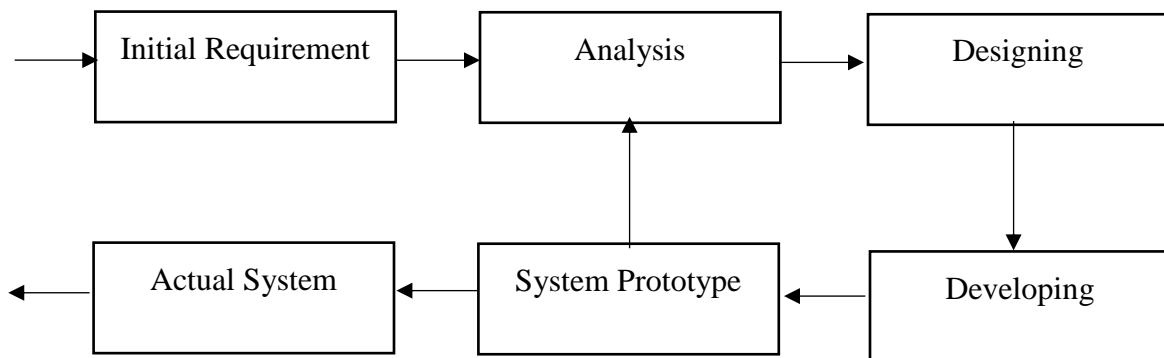 Initial Requirement
Analysis
Designing
Actual System
System Prototype
Developing